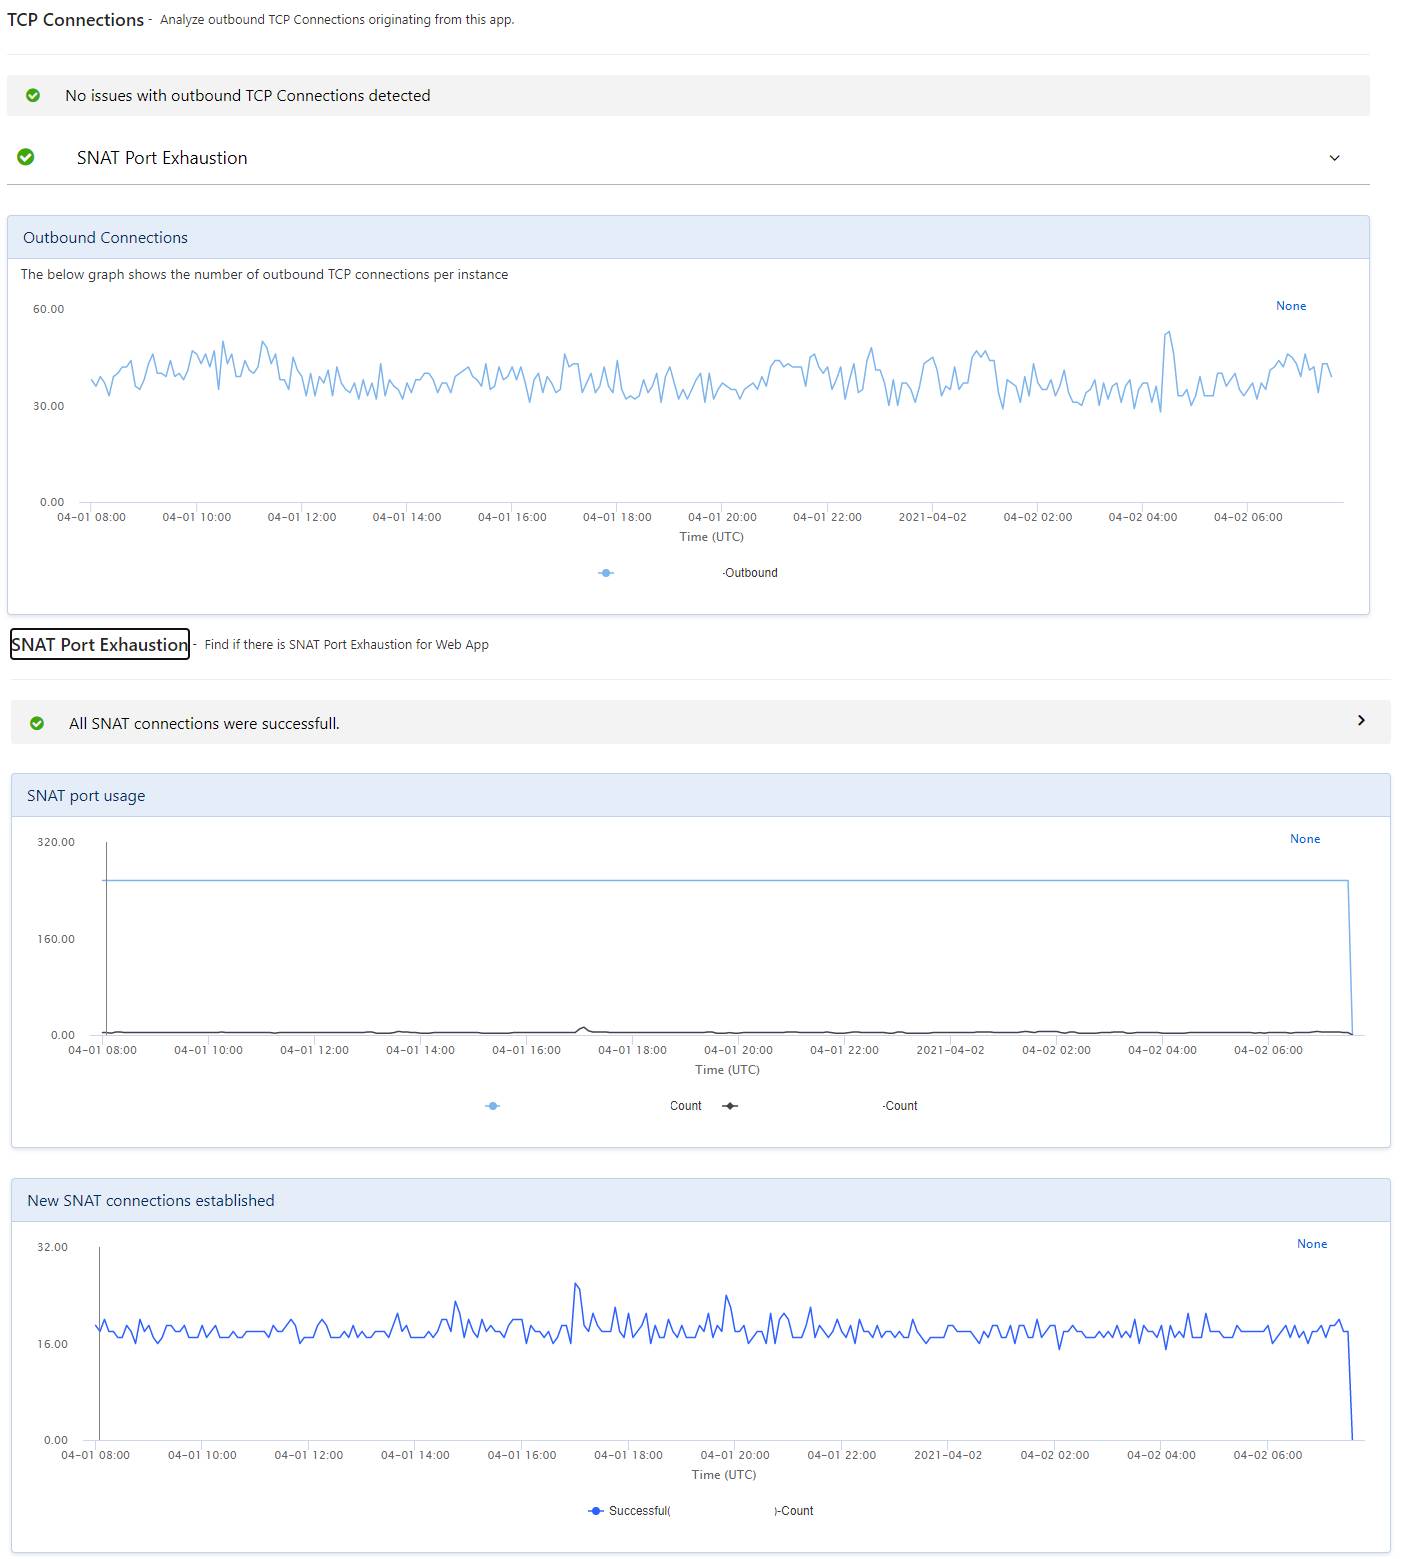 TCP Connections - Analyze outbound TCP Connections originating from this app.
No issues with outbound TCP Connections detected
SNAT Port Exhaustion
Outbound Connections
The below graph shows the number of outbound TCP connections per instance
None
60.00
30.00
0.00
04-01 08:00 04-01 10:00 04-01 12:00 04-01 14:00 04-01 16:00 04-01 18:00 04-01 20:00 04-01 22:00 2021-04-02 04-02 02:00 04-02 04:00 04-02 06:00
Time (UTC)
-Outbound
SNAT Port Exhaustion - Find if there is SNAT Port Exhaustion for Web App
All SNAT connections were successfull.
SNAT port usage
None
320.00
160.00
0.00
04-01 08:00 04-01 10:00 04-01 12:00 04-01 14:00 04-01 16:00 04-01 18:00 04-01 20:00 04-01 22:00 2021-04-02 04-02 02:00 04-02 04:00 04-02 06:00
Time (UTC)
Count -Count
New SNAT connections established
None
32.00
16.00
0.00
04-01 08:00 04-01 10:00 04-01 12:00 04-01 14:00 04-01 16:00 04-01 18:00 04-01 20:00 04-01 22:00 2021-04-02 04-02 02:00 04-02 04:00 04-02 06:00
Time (UTC)
Successful( )-Count